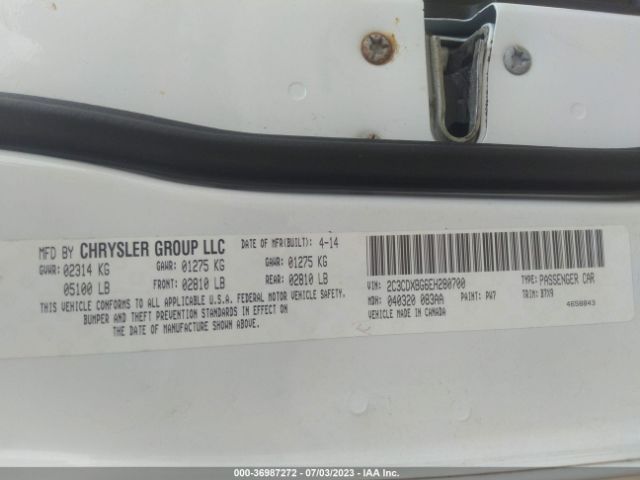 MFD BY CHRYSLER GROUP LLC DATE OF MFR(BUILT): 4-14
GVWR: 02314 KG GAWR: 01275 KG GAWR: 01275 KG
05100 LB FRONT: 02810 LB REAR: 02810 LB
THIS VEHICLE CONFORMS TO ALL APPLICABLE U.S.A. FEDERAL MOTOR VEHICLE SAFETY,
BUMPER AND THEFT PREVENTION STANDARDS IN EFFECT ON
THE DATE OF MANUFACTURE SHOWN ABOVE.
VIN: 2C3CDXBG6EH280700 TYPE: PASSENGER CAR
MDH: 040320 083AA PAINT: PW7 TRIM: B7X9
VEHICLE MADE IN CANADA 4658843
000-36987272 - 07/03/2023 - © IAA Inc.